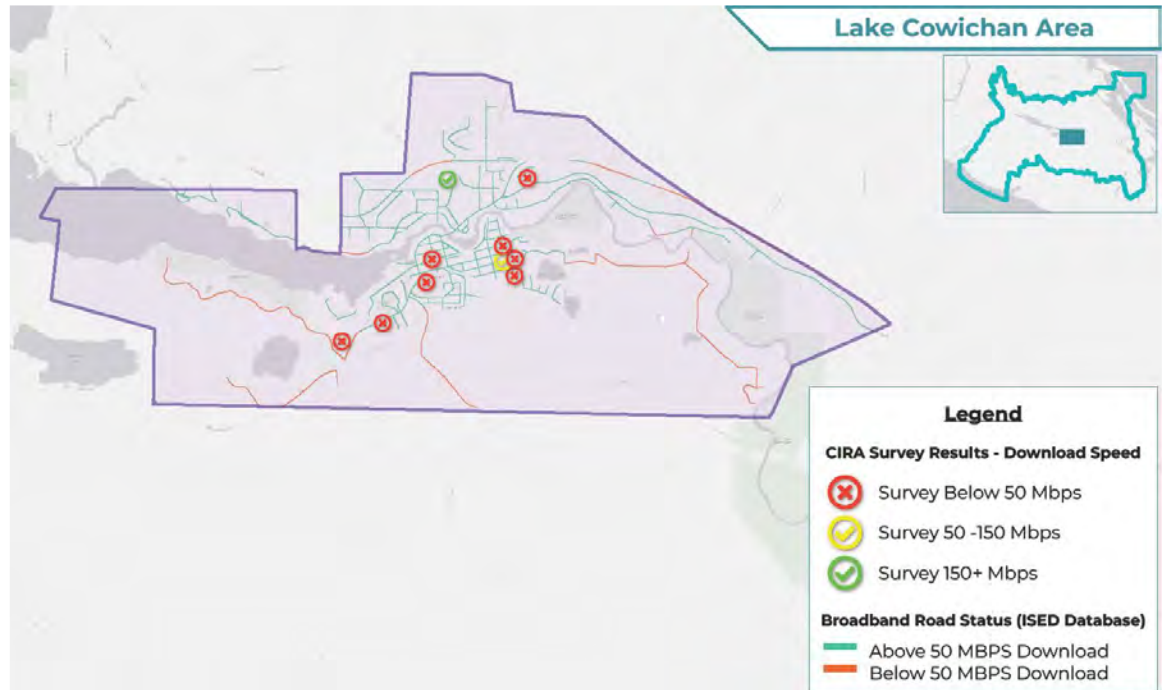 Lake Cowichan Area
Legend
CIRA Survey Results - Download Speed
Survey Below 50 Mbps
Survey 50 -150 Mbps
Survey 150+ Mbps
Broadband Road Status (ISED Database)
Above 50 MBPS Download
Below 50 MBPS Download